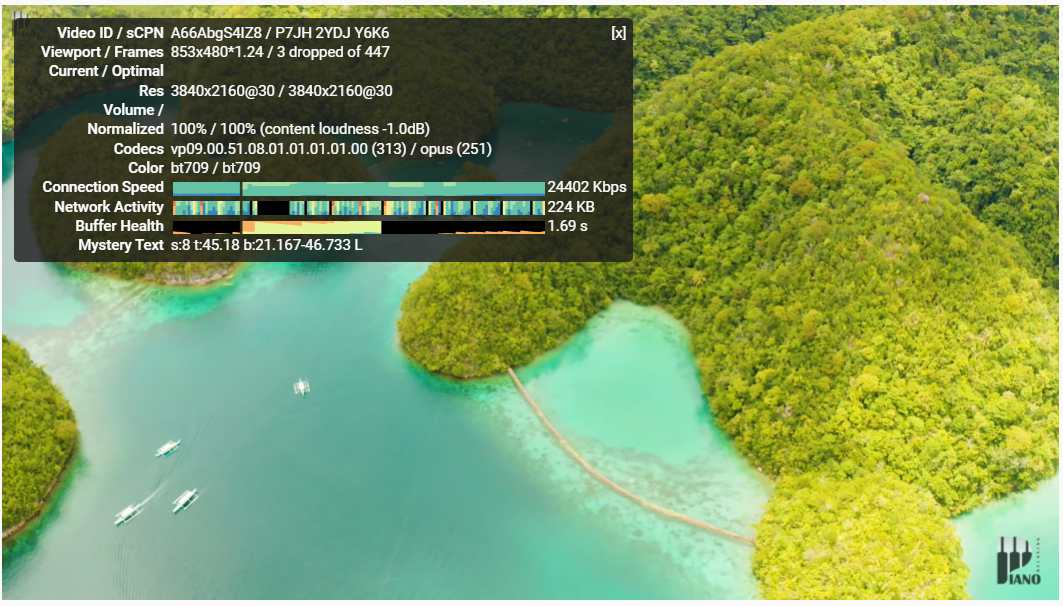 Video ID / sCPN A66AbgS4IZ8 / P7JH 2YDJ Y6K6 [x]
Viewport / Frames 853x480*1.24 / 3 dropped of 447
Current / Optimal
Res 3840x2160@30 / 3840x2160@30
Volume /
Normalized 100% / 100% (content loudness -1.0dB)
Codecs vp09.00.51.08.01.01.01.01.00 (313) / opus (251)
Color bt709 / bt709
Connection Speed 24402 Kbps
Network Activity 224 KB
Buffer Health 1.69 s
Mystery Text s:8 t:45.18 b:21.167-46.733 L
PIANO